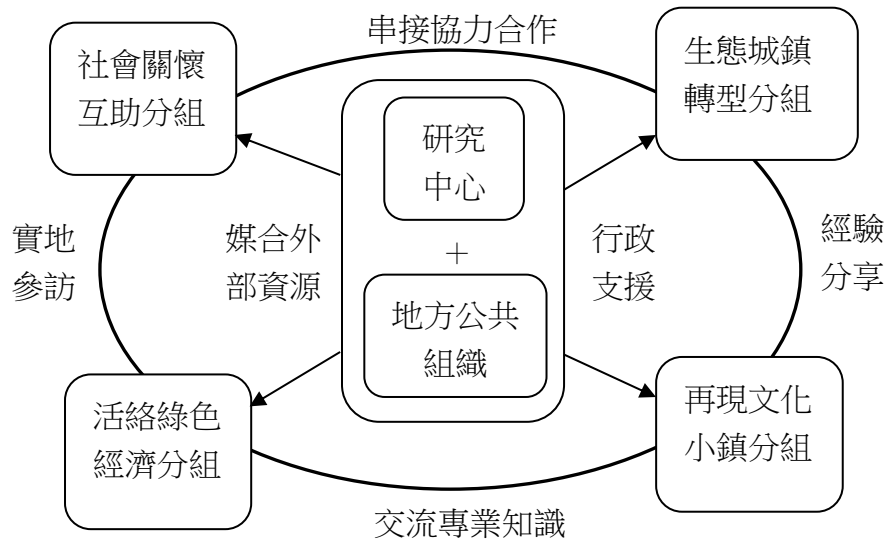 串接協力合作
社會關懷
互助分組
生態城鎮
轉型分組
研究
中心
實地
參訪
媒合外
部資源
＋
行政
支援
經驗
分享
地方公共
組織
活絡綠色
經濟分組
再現文化
小鎮分組
交流專業知識